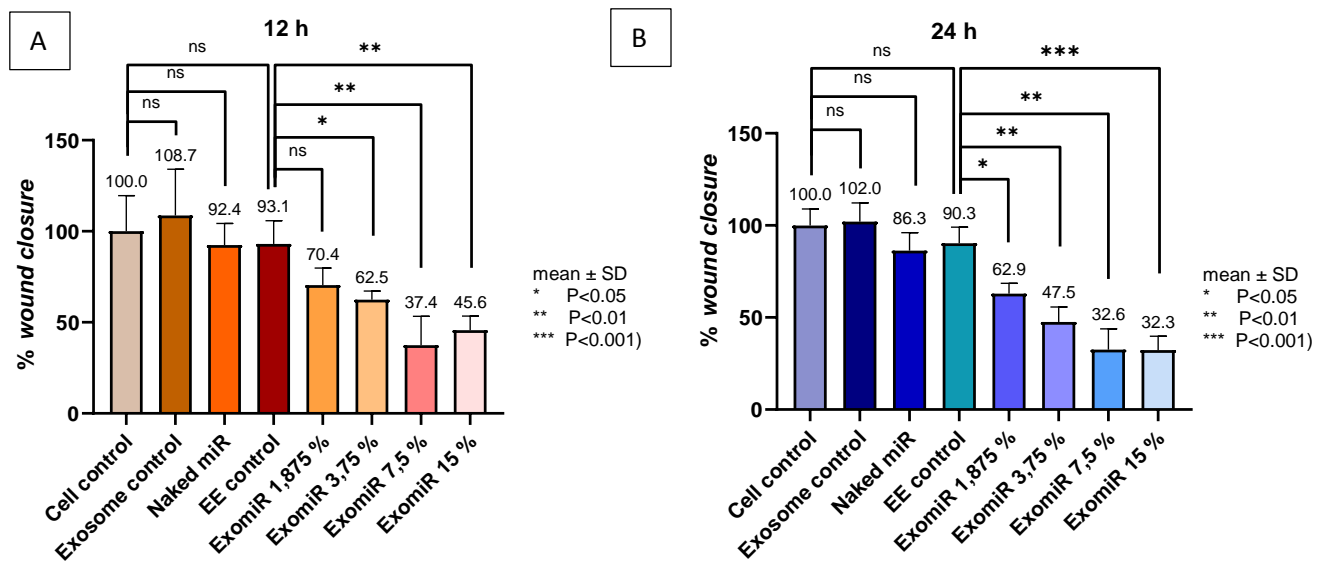 A
12 h
ns
**
ns
**
ns
*
ns
150
100
50
0
% wound closure
100.0
108.7
92.4
93.1
70.4
62.5
37.4
45.6
Cell control
Exosome control
Naked miR
EE control
ExomiR 1,875 %
ExomiR 3,75 %
ExomiR 7,5 %
ExomiR 15 %
mean ± SD
* P<0.05
** P<0.01
*** P<0.001)
B
24 h
ns
***
ns
**
ns
**
*
150
100
50
0
% wound closure
100.0
102.0
86.3
90.3
62.9
47.5
32.6
32.3
Cell control
Exosome control
Naked miR
EE control
ExomiR 1,875 %
ExomiR 3,75 %
ExomiR 7,5 %
ExomiR 15 %
mean ± SD
* P<0.05
** P<0.01
*** P<0.001)